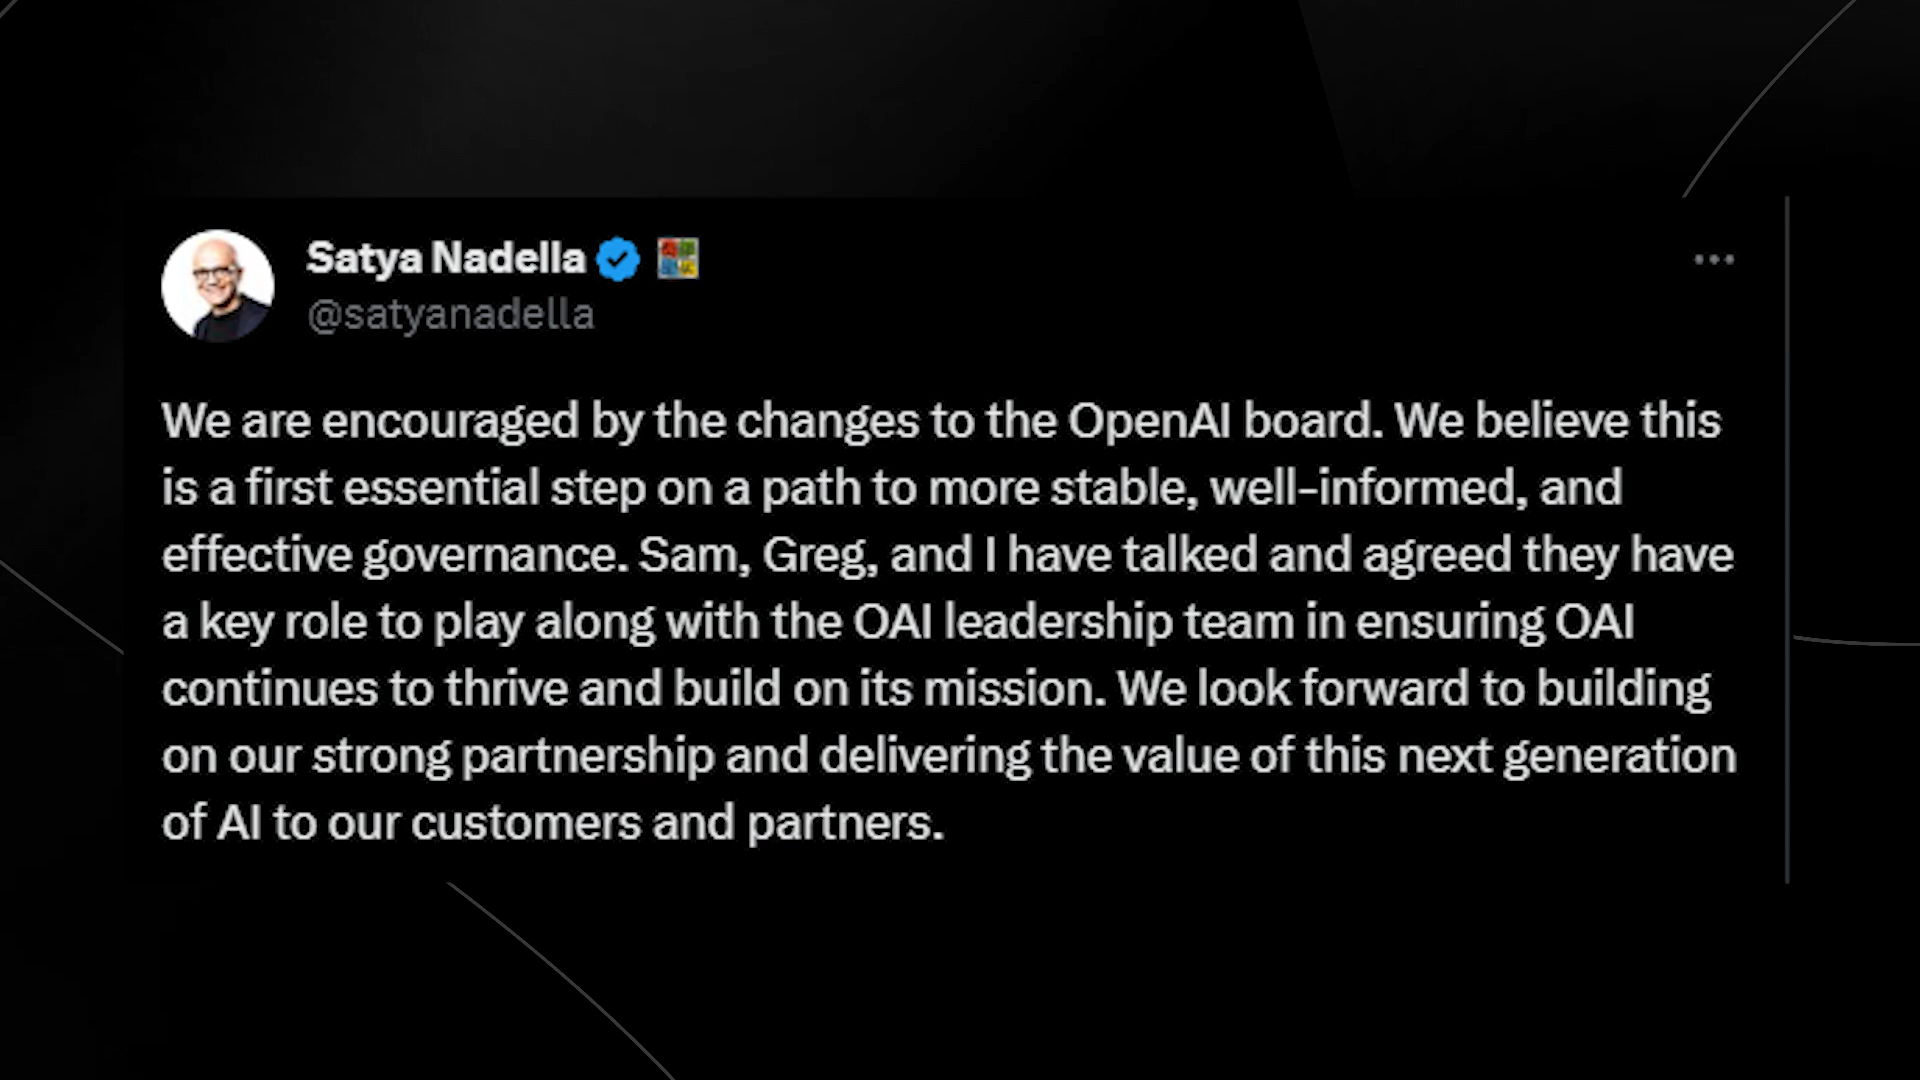 Satya Nadella
@satyanadella
We are encouraged by the changes to the OpenAI board. We believe this
is a first essential step on a path to more stable, well-informed, and
effective governance. Sam, Greg, and I have talked and agreed they have
a key role to play along with the OAI leadership team in ensuring OAI
continues to thrive and build on its mission. We look forward to building
on our strong partnership and delivering the value of this next generation
of AI to our customers and partners.